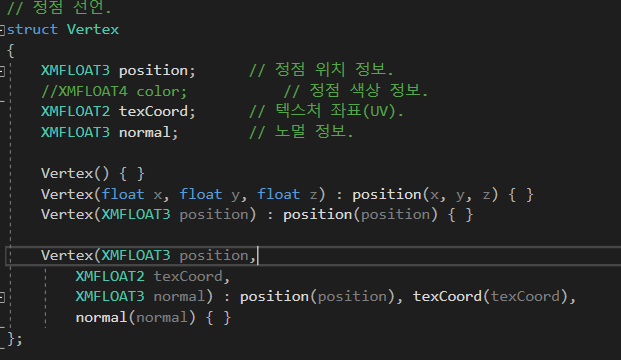 // 정점 선언.
struct Vertex
{
    XMFLOAT3 position;      // 정점 위치 정보.
    //XMFLOAT4 color;           // 정점 색상 정보.
    XMFLOAT2 texCoord;      // 텍스처 좌표(UV).
    XMFLOAT3 normal;        // 노멀 정보.
    Vertex() { }
    Vertex(float x, float y, float z) : position(x, y, z) { }
    Vertex(XMFLOAT3 position) : position(position) { }
    Vertex(XMFLOAT3 position,
        XMFLOAT2 texCoord,
        XMFLOAT3 normal) : position(position), texCoord(texCoord),
        normal(normal) { }
};